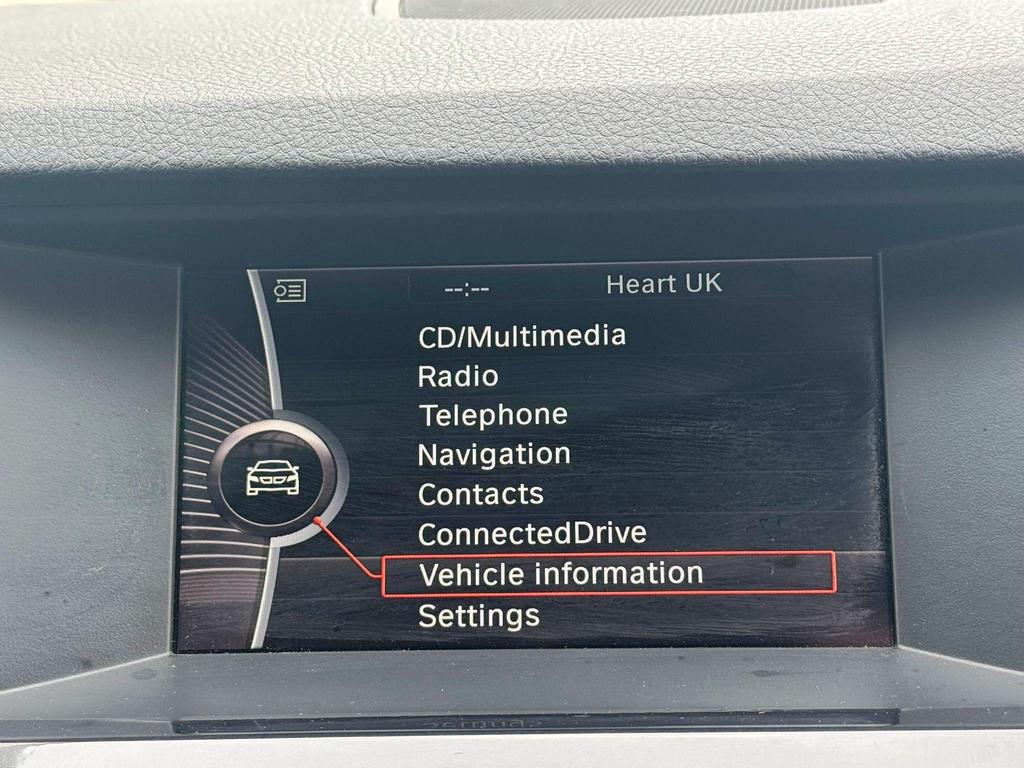 --:-- Heart UK
CD/Multimedia
Radio
Telephone
Navigation
Contacts
ConnectedDrive
Vehicle information
Settings